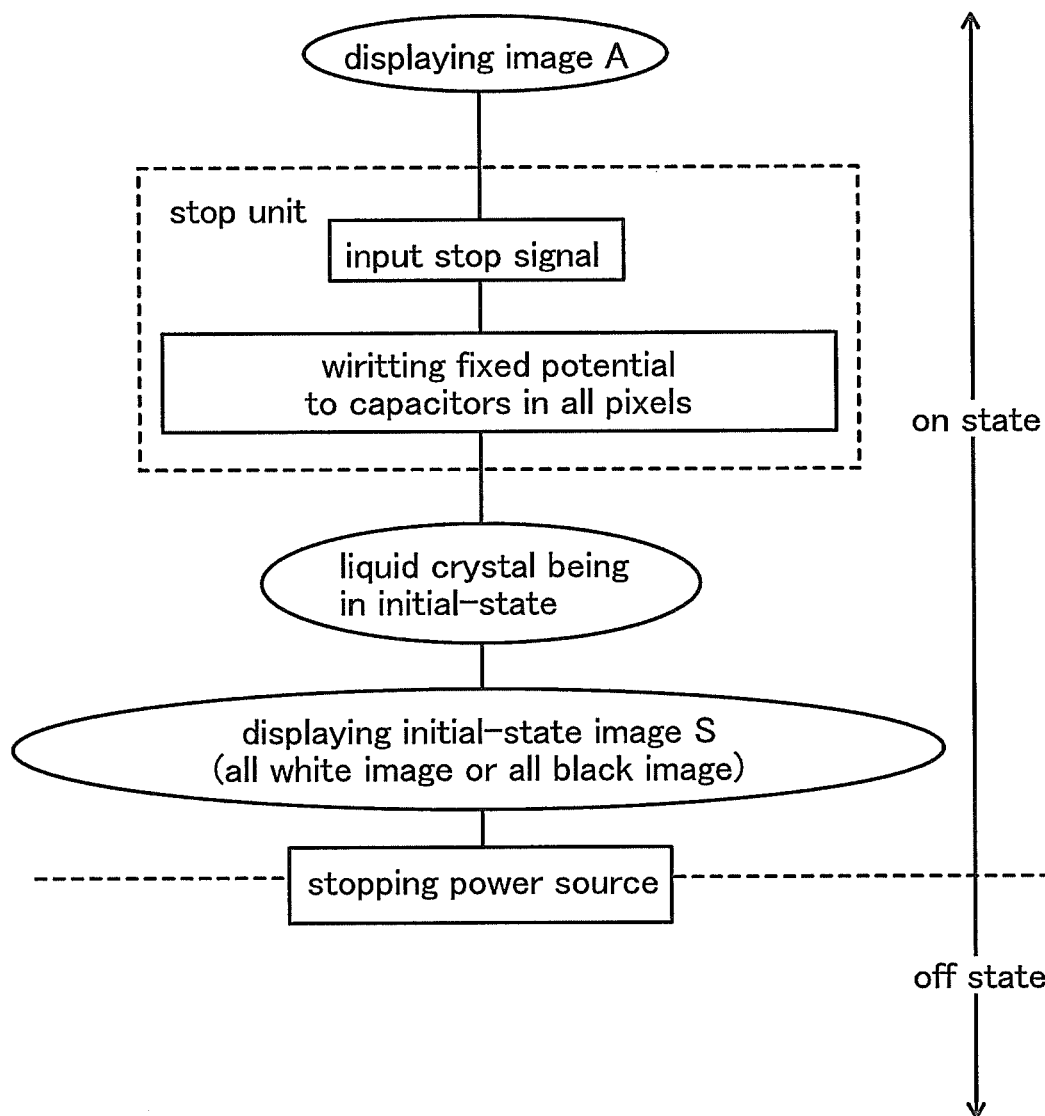 displaying image A
stop unit
input stop signal
wiritting fixed potential
to capacitors in all pixels
on state
liquid crystal being
in initial-state
displaying initial-state image S
(all white image or all black image)
stopping power source
off state